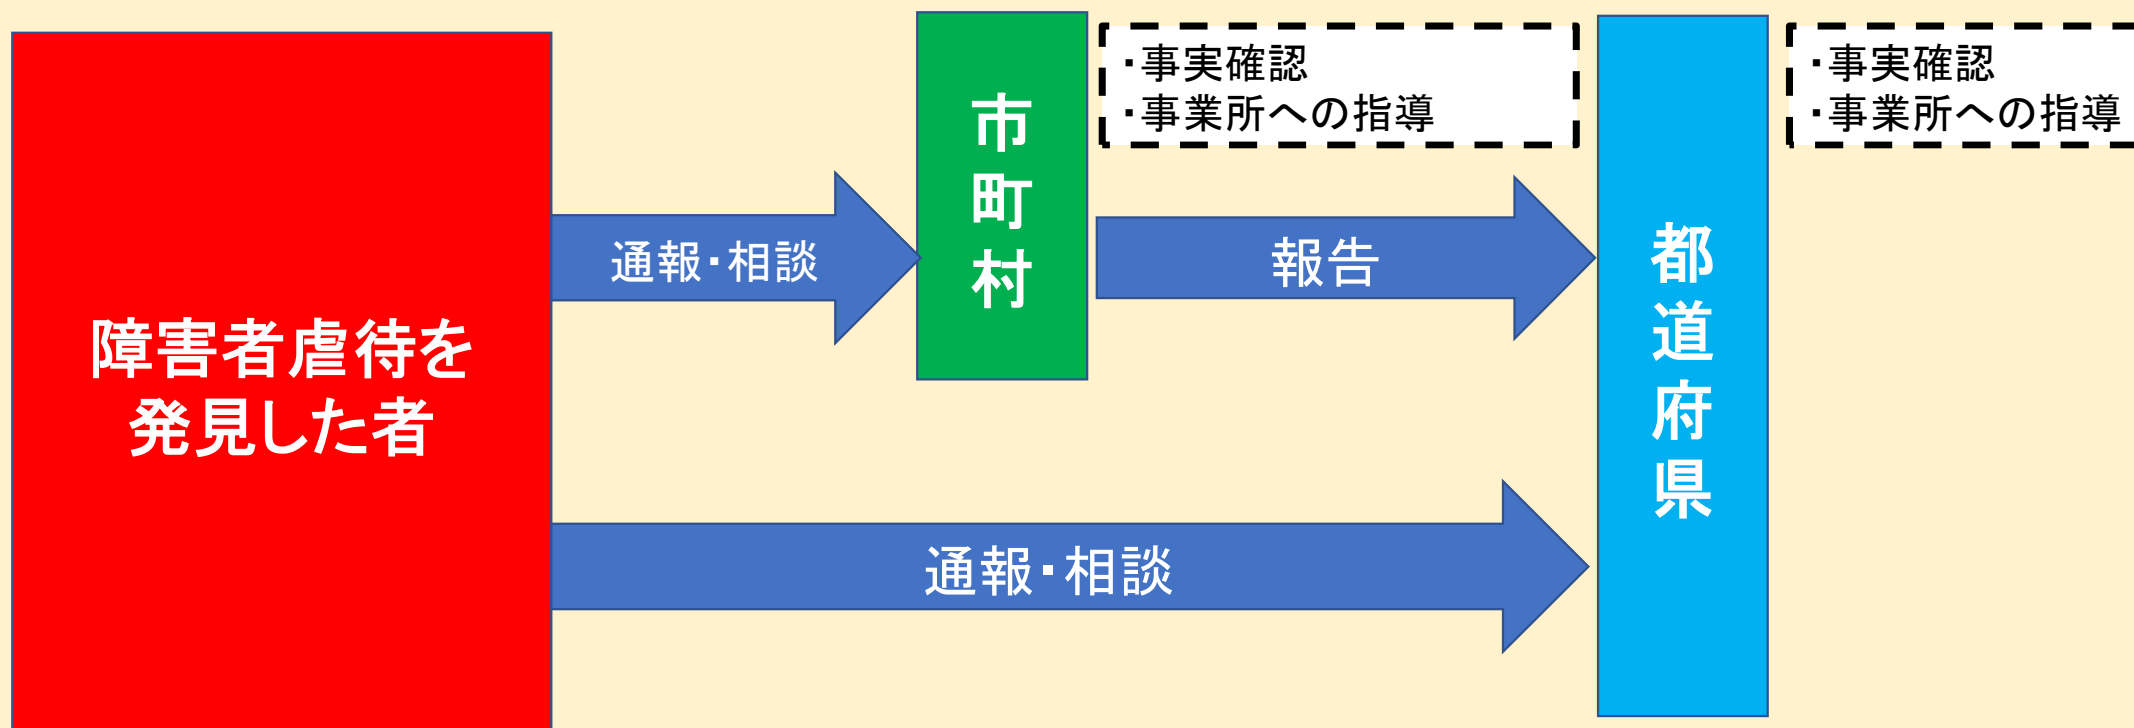 障害者虐待を
発見した者
通報・相談
市町村
・事実確認
・事業所への指導
報告
都道府県
・事実確認
・事業所への指導
通報・相談